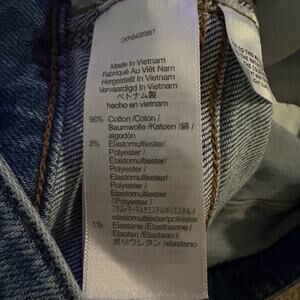 Made In Vietnam
Fabriqué Au Viêt Nam
Hergestellt In Vietnam
Vervaardigd In Vietnam
ベトナム製
hecho en vietnam
96% Cotton /Coton /
Baumwolle /Katoen /綿 /
algodón
3% Elastomultiester/
Polyester /
Elastomultiester/
Polyester /
Elastomultiester/
Polyester/
Elastomultiester
/Polyester /
elastomultiester/poliéster
1% Elastane /Elasthanne /
Elastan /Elastaan /
ポリウレタン /elastano